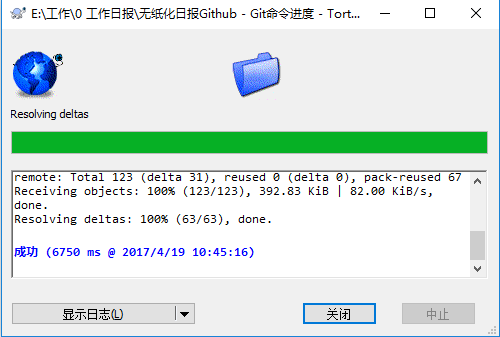 E:\工作\0 工作日报\无纸化日报Github - Git命令进度 - Tort...
Resolving deltas
remote: Total 123 (delta 31), reused 0 (delta 0), pack-reused 67
Receiving objects: 100% (123/123), 392.83 KiB | 82.00 KiB/s,
done.
Resolving deltas: 100% (63/63), done.
成功 (6750 ms @ 2017/4/19 10:45:16)
显示日志(L)
关闭
中止